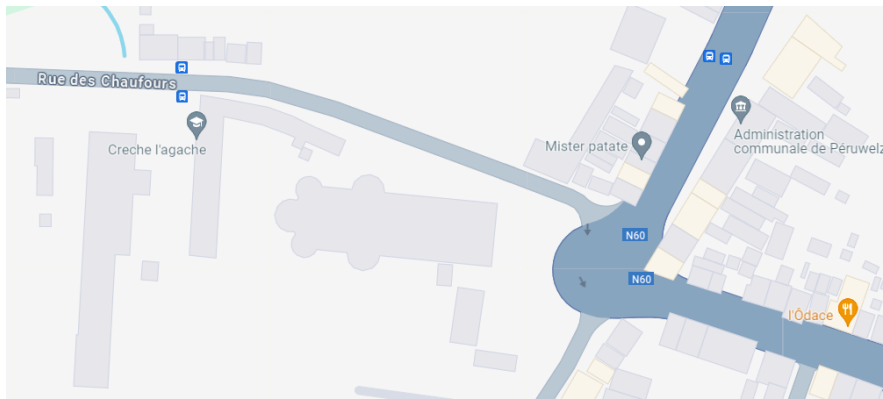 Rue des Chaufours
Creche l'agache
Mister patate
Administration
communale de Péruwelz
N60
N60
l'Ôdace